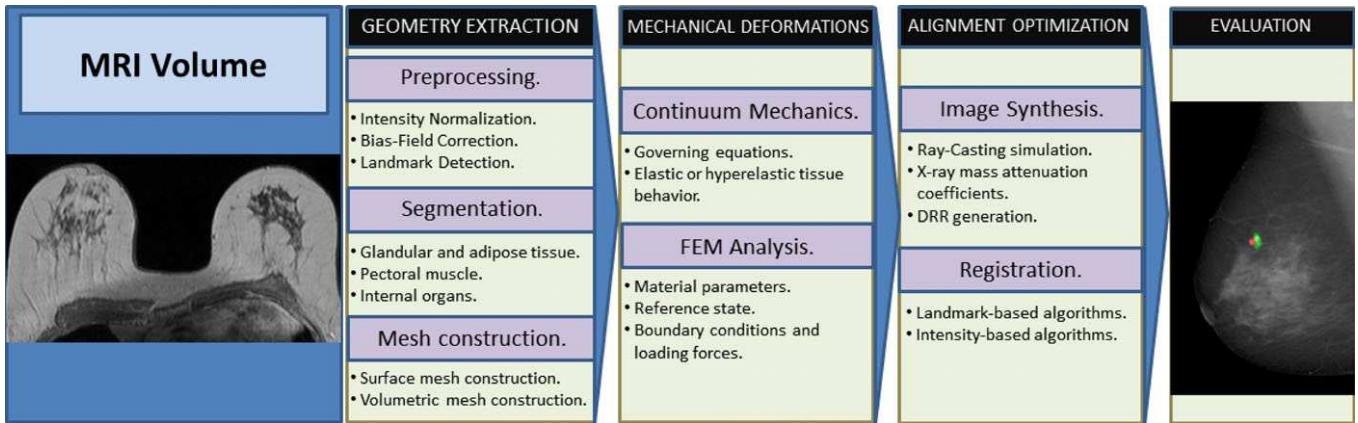 MRI Volume
GEOMETRY EXTRACTION
Preprocessing.
• Intensity Normalization.
• Bias-Field Correction.
• Landmark Detection.
Segmentation.
• Glandular and adipose tissue.
• Pectoral muscle.
• Internal organs.
Mesh construction.
• Surface mesh construction.
• Volumetric mesh construction.
MECHANICAL DEFORMATIONS
Continuum Mechanics.
• Governing equations.
• Elastic or hyperelastic tissue
behavior.
FEM Analysis.
• Material parameters.
• Reference state.
• Boundary conditions and
loading forces.
ALIGNMENT OPTIMIZATION
Image Synthesis.
• Ray-Casting simulation.
• X-ray mass attenuation
coefficients.
• DRR generation.
Registration.
• Landmark-based algorithms.
• Intensity-based algorithms.
EVALUATION